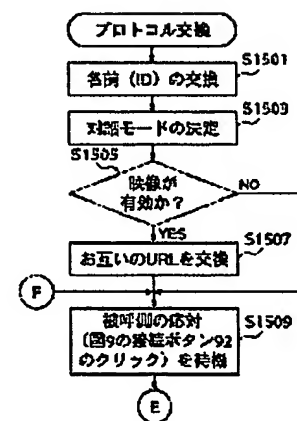 プロトコル交換
S1501
名前（ID）の交換
S1503
対話モードの決定
S1505
映像が
有効か？
NO
YES
S1507
お互いのURLを交換
F
S1509
被呼側の応対
（図9の接続ボタン92
のクリック）を待機
E